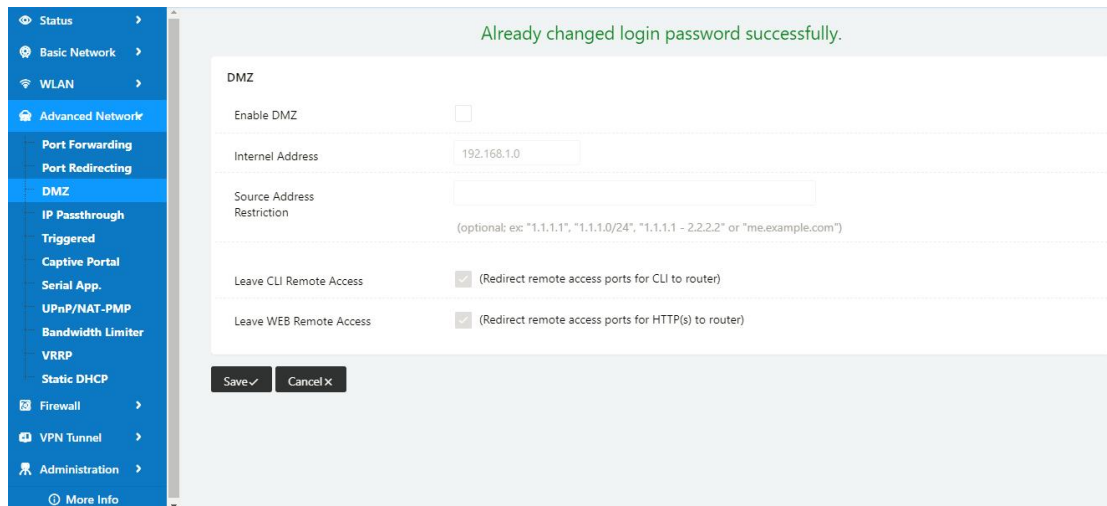 Status
Basic Network
WLAN
Advanced Network
Port Forwarding
Port Redirecting
DMZ
IP Passthrough
Triggered
Captive Portal
Serial App.
UPnP/NAT-PMP
Bandwidth Limiter
VRRP
Static DHCP
Firewall
VPN Tunnel
Administration
More Info
Already changed login password successfully.
DMZ
Enable DMZ
Internel Address
192.168.1.0
Source Address
Restriction
(optional; ex: "1.1.1.1", "1.1.1.0/24", "1.1.1.1 - 2.2.2.2" or "me.example.com")
Leave CLI Remote Access
(Redirect remote access ports for CLI to router)
Leave WEB Remote Access
(Redirect remote access ports for HTTP(s) to router)
Save
Cancel